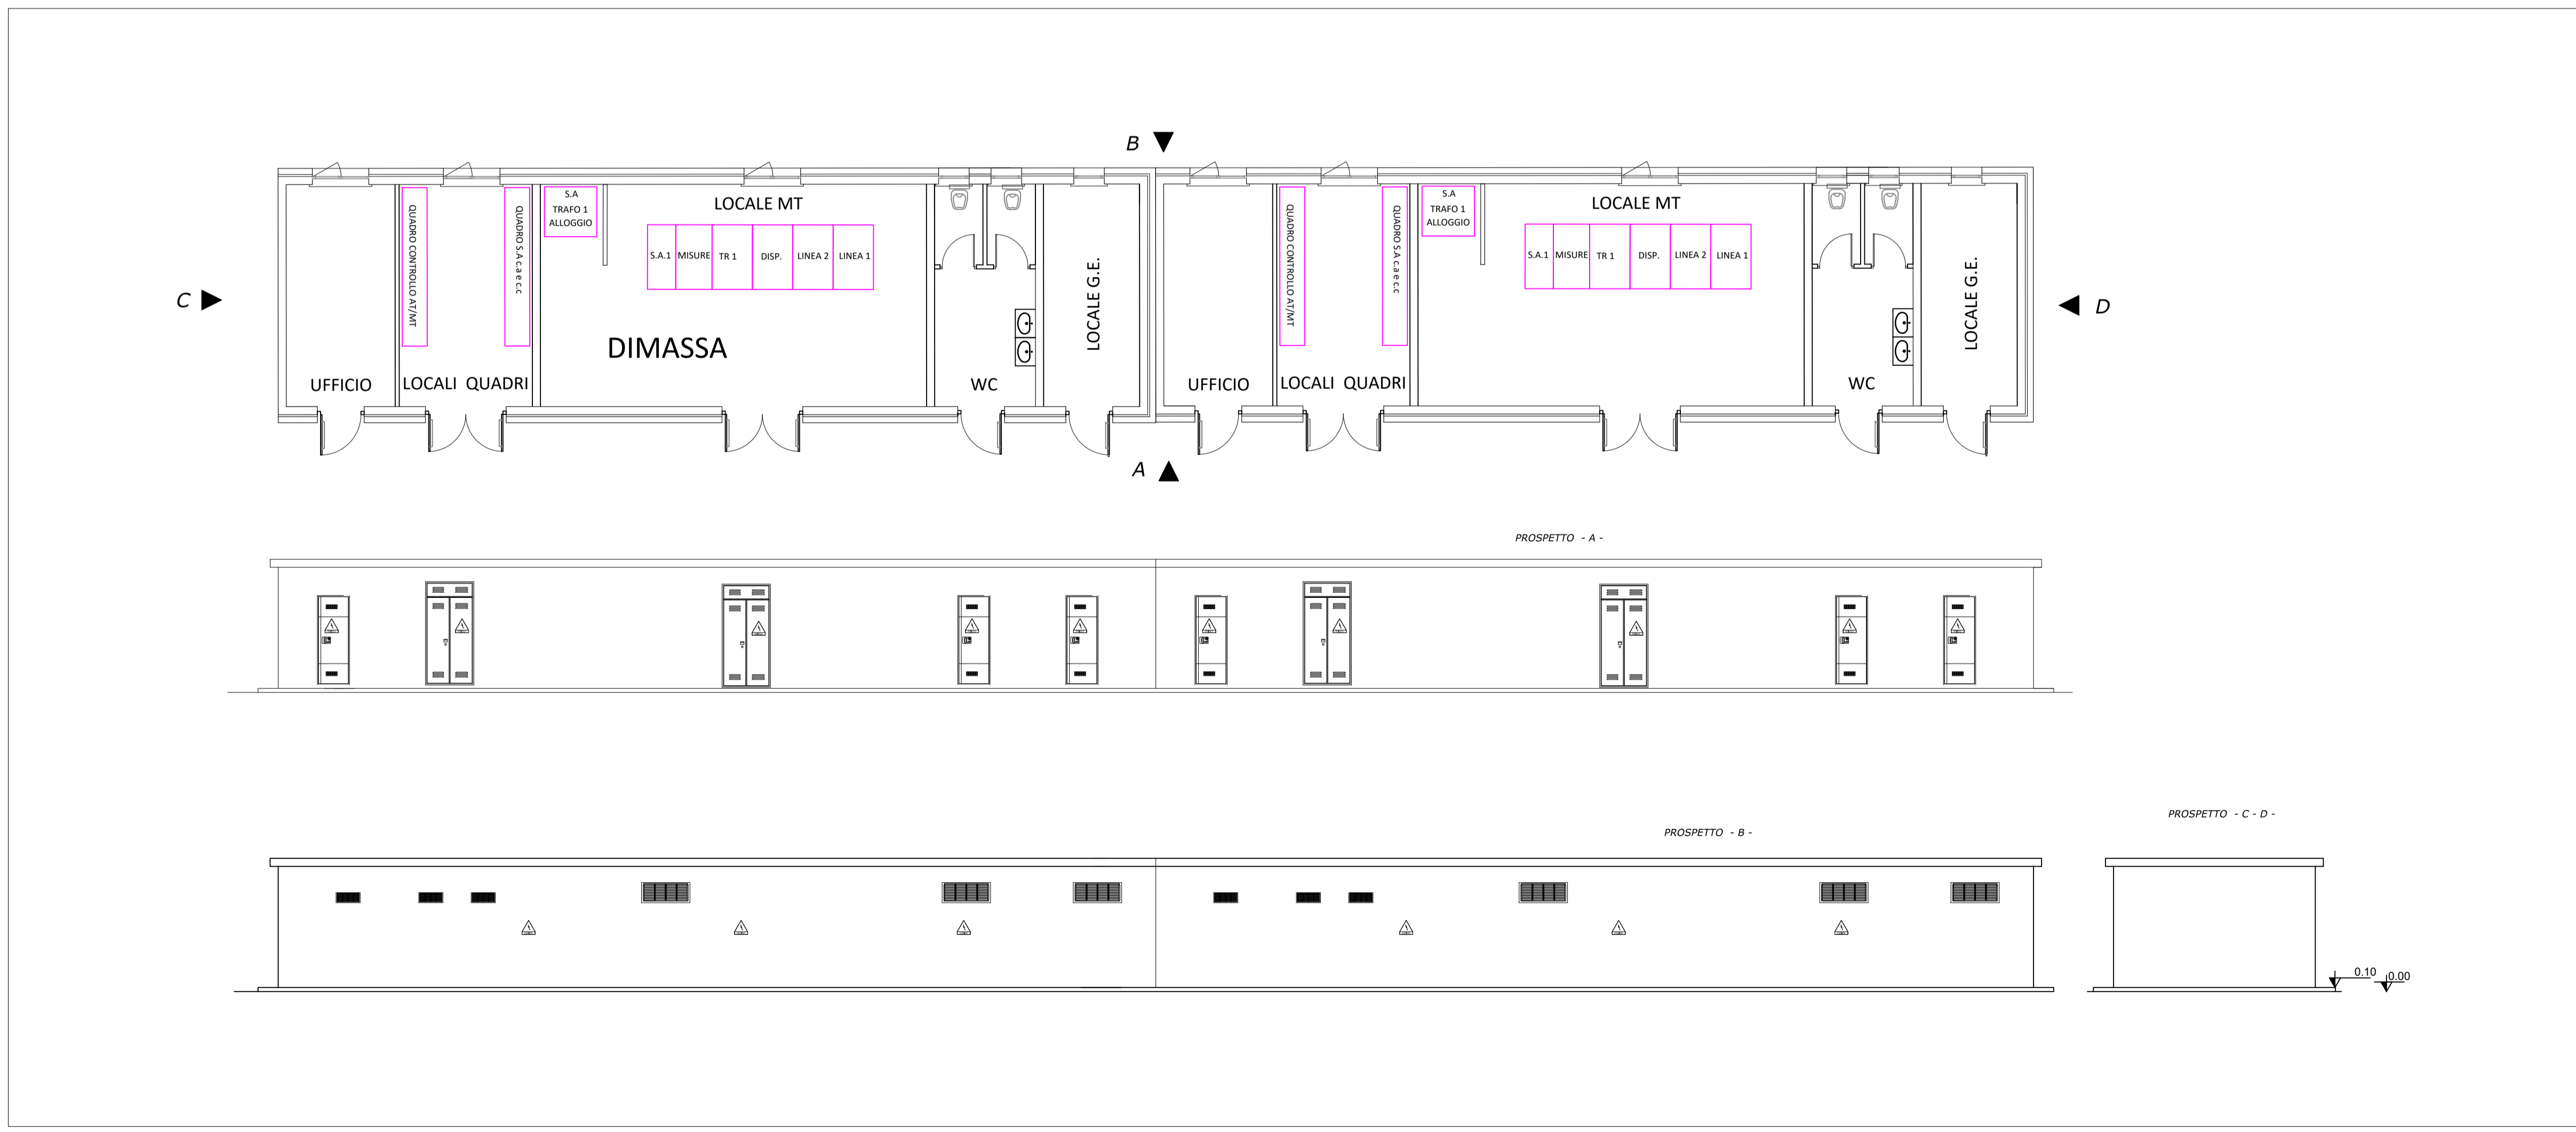 B
S.A
TRAFO 1
ALLOGGIO
LOCALE MT
QUADRO CONTROLLO AT/MT
QUADRO S.A c.a e c.c
S.A.1 MISURE TR 1 DISP. LINEA 2 LINEA 1
LOCALE G.E.
DIMASSA
UFFICIO
LOCALI QUADRI
WC
S.A
TRAFO 1
ALLOGGIO
LOCALE MT
QUADRO CONTROLLO AT/MT
QUADRO S.A c.a e c.c
S.A.1 MISURE TR 1 DISP. LINEA 2 LINEA 1
LOCALE G.E.
UFFICIO
LOCALI QUADRI
WC
C
D
A
PROSPETTO - A -
PROSPETTO - C - D -
PROSPETTO - B -
0.10
0.00